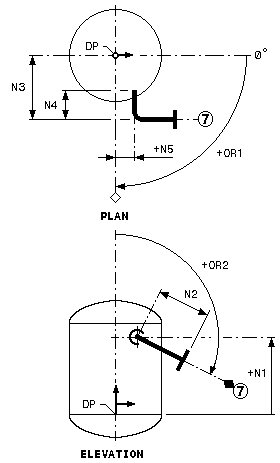 DP
0°
N3
N4
7
+N5
+OR1
PLAN
+OR2
N2
7
+N1
DP
ELEVATION